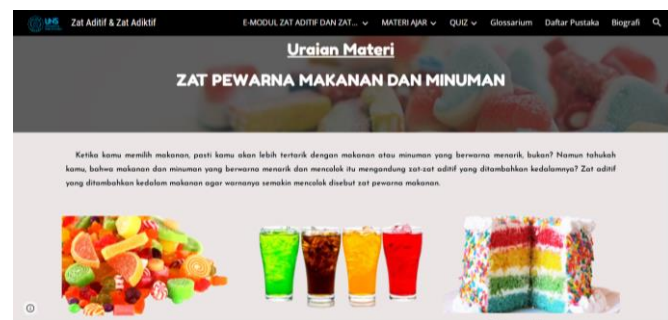 UNS
Zat Aditif & Zat Adiktif
E-MODUL ZAT ADITIF DAN ZAT...
MATERI AJAR
QUIZ
Glossarium
Daftar Pustaka
Biografi
Uraian Materi
ZAT PEWARNA MAKANAN DAN MINUMAN
Ketika kamu memilih makanan, pasti kamu akan lebih tertarik dengan makanan atau minuman yang berwarna menarik, bukan? Namun tahukah
kamu, bahwa makanan dan minuman yang berwarna menarik dan mencolok itu mengandung zat-zat aditif yang ditambahkan kedalamnya? Zat aditif
yang ditambahkan kedalam makanan agar warnanya semakin mencolok disebut zat pewarna makanan.